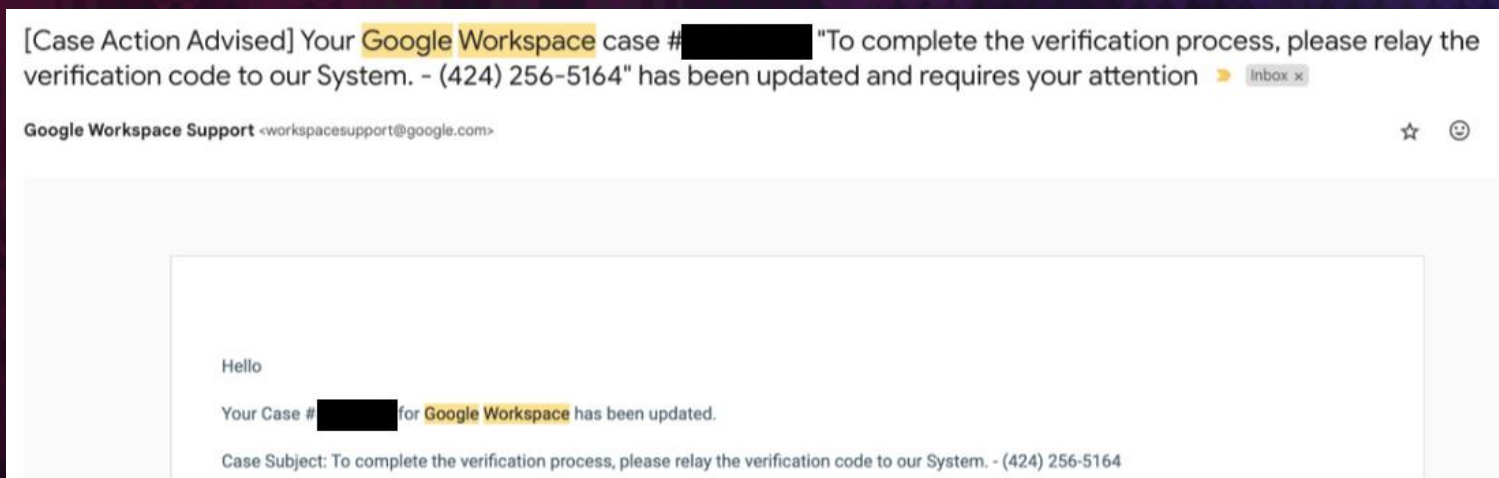 [Case Action Advised] Your Google Workspace case # "To complete the verification process, please relay the
verification code to our System. - (424) 256-5164" has been updated and requires your attention Inbox x
Google Workspace Support <workspacesupport@google.com>
Hello
Your Case # for Google Workspace has been updated.
Case Subject: To complete the verification process, please relay the verification code to our System. - (424) 256-5164